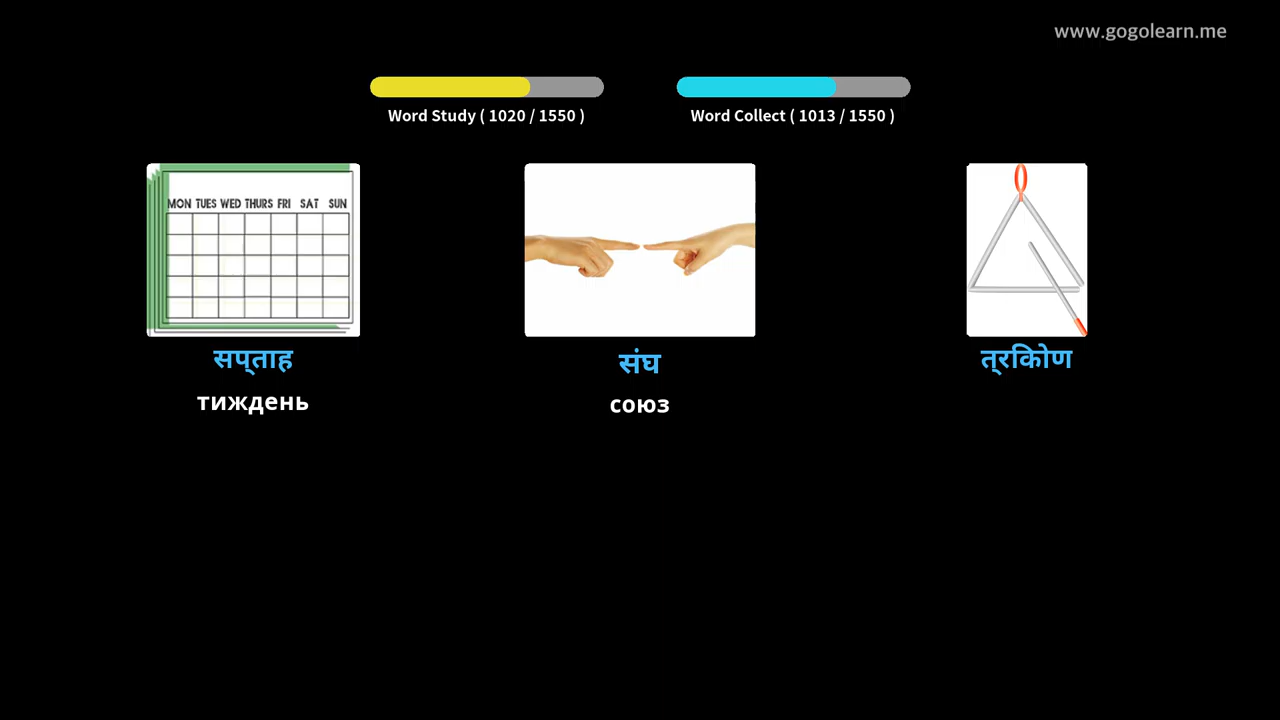 www.gogolearn.me
Word Study ( 1020 / 1550 )
Word Collect ( 1013 / 1550 )
MON TUES WED THURS FRI SAT SUN
सप्ताह
тиждень
संघ
союз
त्रिकोण